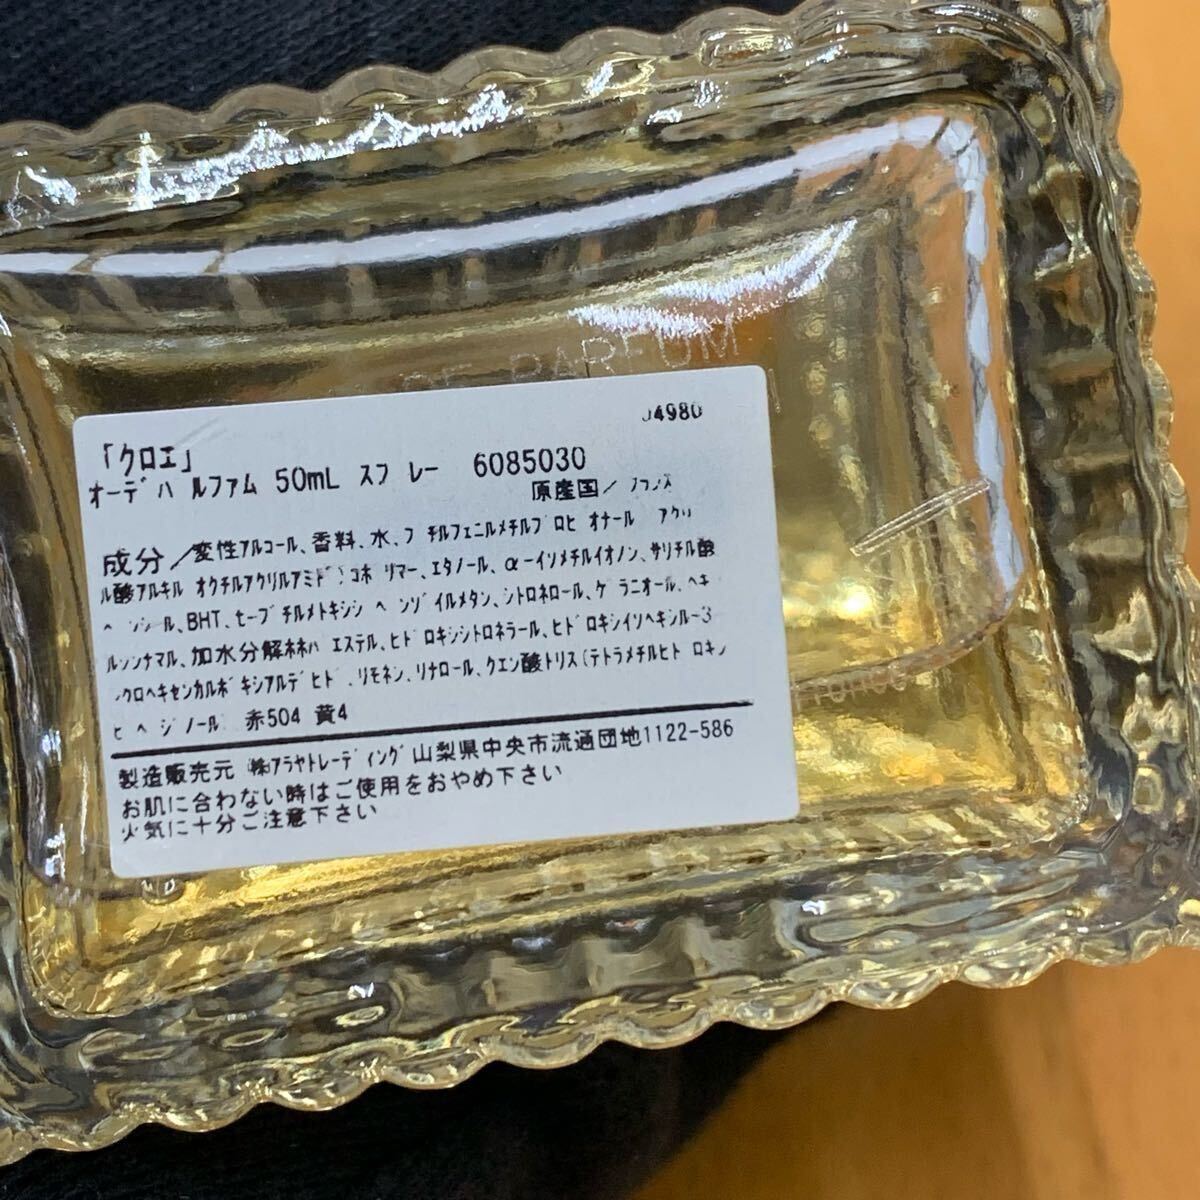 DE PARFUM
04980
「クロエ」
オーデパルファム 50mL スプレー 6085030
原産国/フランス
成分/変性アルコール、香料、水、ブチルフェニルメチルプロピオナール アクリ
ル酸アルキル オクチルアクリルアミド)コポリマー、エタノール、α-イソメチルイオノン、サリチル酸
ベンジル、BHT、t-ブチルメトキシジベンゾイルメタン、シトロネロール、ゲラニオール、ヘキ
ルシンナマル、加水分解ホホバエステル、ヒドロキシシトロネラール、ヒドロキシイソヘキシル-3
シクロヘキセンカルボキシアルデヒド、リモネン、リナロール、クエン酸トリス(テトラメチルヒドロキシ
ピペリジノール) 赤504 黄4
製造販売元 ㈱アラヤトレーディング 山梨県中央市流通団地1122-586
お肌に合わない時はご使用をおやめ下さい
火気に十分ご注意下さい
France